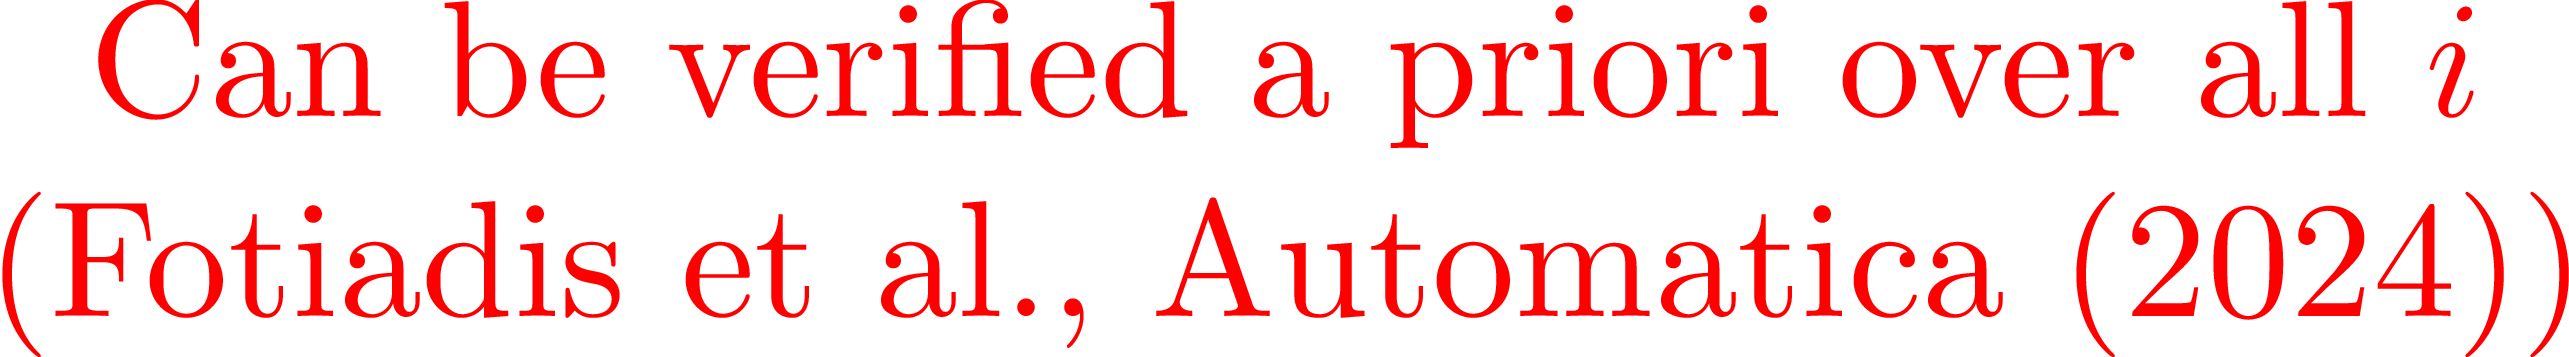 Can be verified a priori over all i
(Fotiadis et al., Automatica (2024))